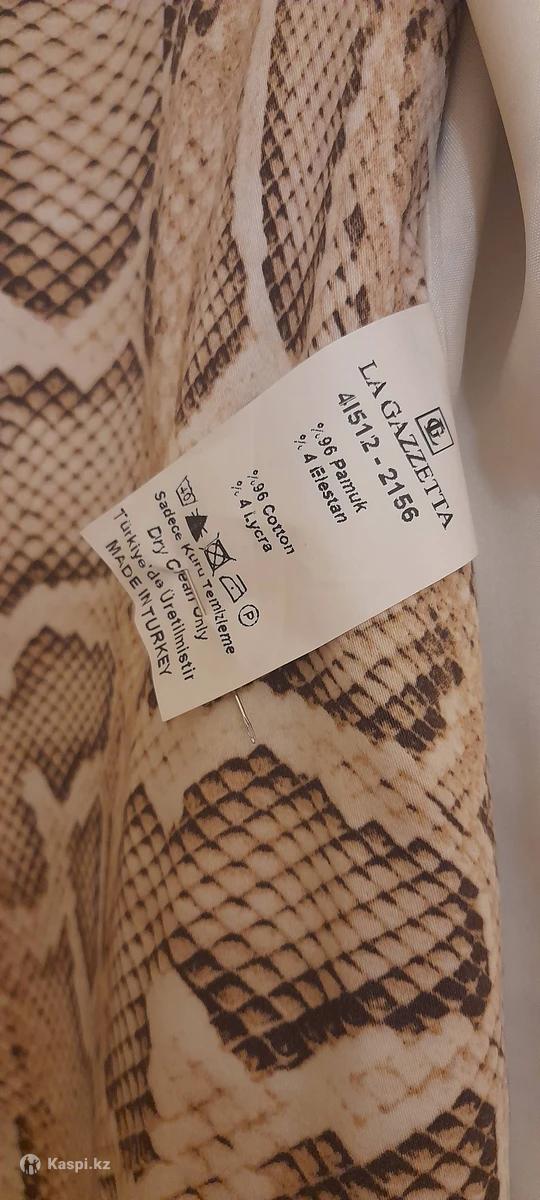 G
LA GAZZETTA
41512 - 2156
%96 Pamuk
% 4 Elestan
%96 Cotton
% 4 Lycra
P
Sadece Kuru Temizleme
Dry Clean Only
Türkiye de Üretilmistir
MADE IN TURKEY
Kaspi.kz